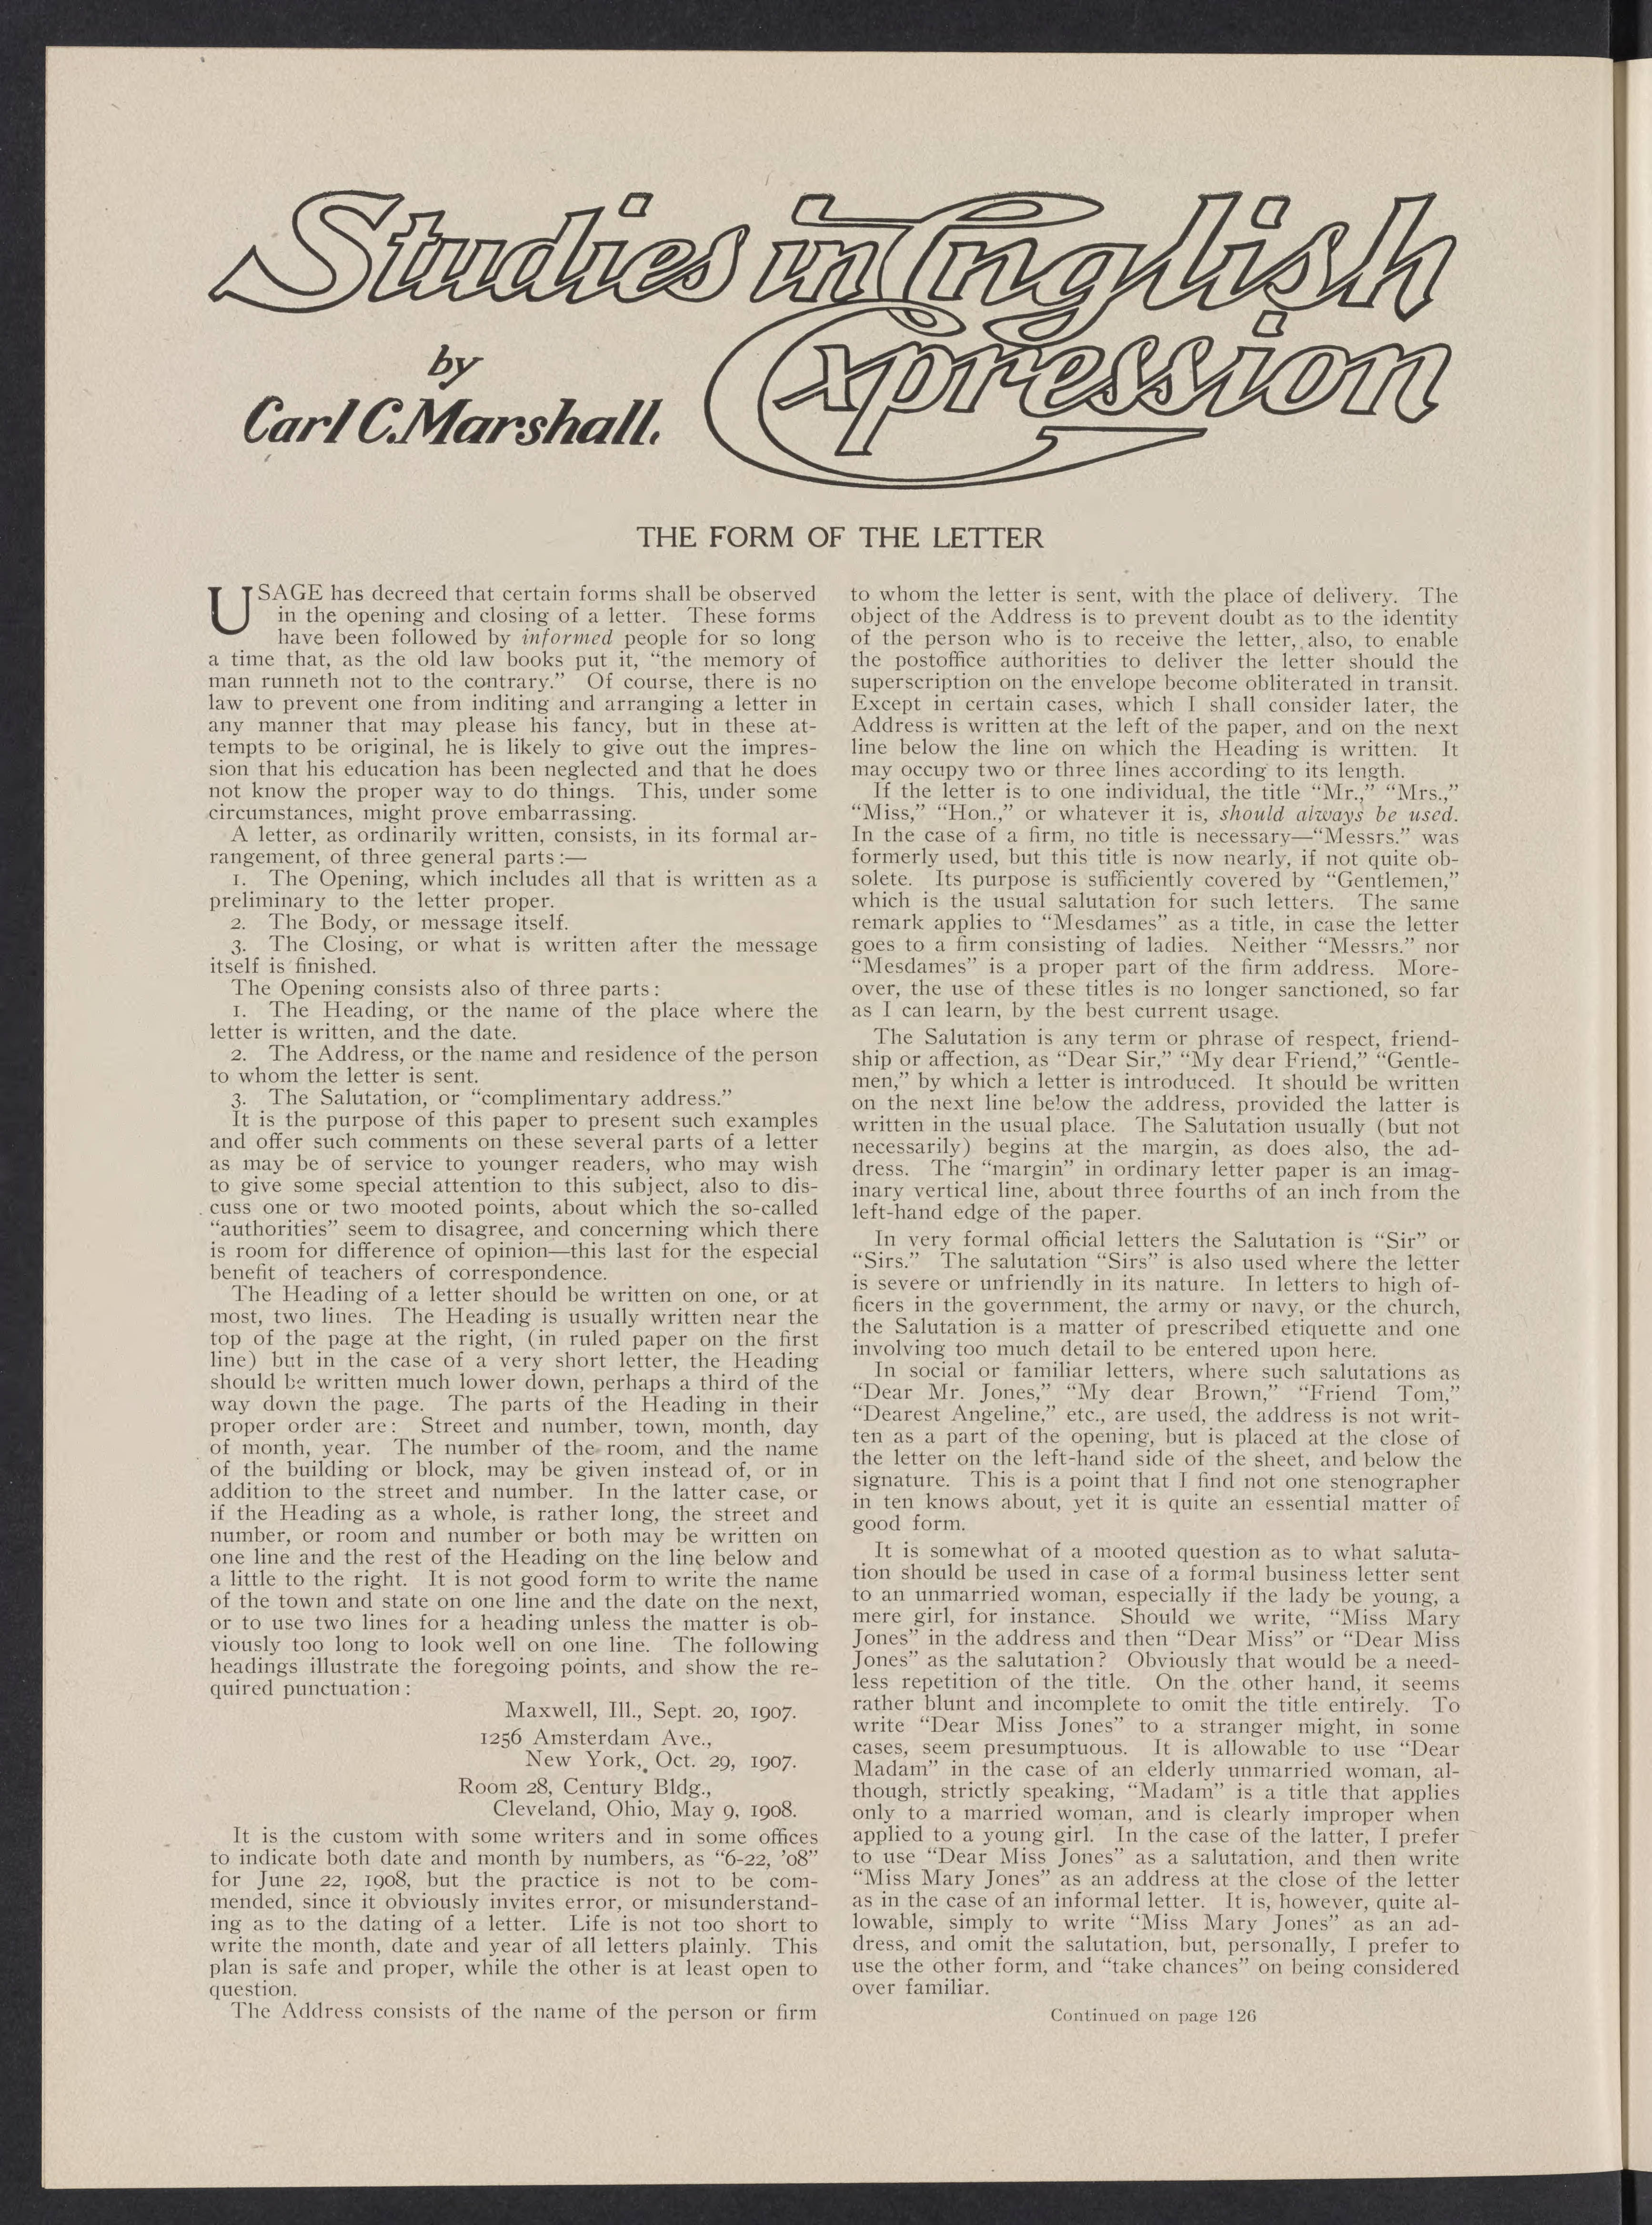 Studies in English
Expression
by
Carl C. Marshall.
THE FORM OF THE LETTER
USAGE has decreed that certain forms shall be observed
in the opening and closing of a letter. These forms
have been followed by informed people for so long
a time that, as the old law books put it, “the memory of
man runneth not to the contrary.” Of course, there is no
law to prevent one from inditing and arranging a letter in
any manner that may please his fancy, but in these at-
tempts to be original, he is likely to give out the impres-
sion that his education has been neglected and that he does
not know the proper way to do things. This, under some
circumstances, might prove embarrassing.
A letter, as ordinarily written, consists, in its formal ar-
rangement, of three general parts:—
1. The Opening, which includes all that is written as a
preliminary to the letter proper.
2. The Body, or message itself.
3. The Closing, or what is written after the message
itself is finished.
The Opening consists also of three parts:
1. The Heading, or the name of the place where the
letter is written, and the date.
2. The Address, or the name and residence of the person
to whom the letter is sent.
3. The Salutation, or “complimentary address.”
It is the purpose of this paper to present such examples
and offer such comments on these several parts of a letter
as may be of service to younger readers, who may wish
to give some special attention to this subject, also to dis-
cuss one or two mooted points, about which the so-called
“authorities” seem to disagree, and concerning which there
is room for difference of opinion—this last for the especial
benefit of teachers of correspondence.
The Heading of a letter should be written on one, or at
most, two lines. The Heading is usually written near the
top of the page at the right, (in ruled paper on the first
line) but in the case of a very short letter, the Heading
should be written much lower down, perhaps a third of the
way down the page. The parts of the Heading in their
proper order are: Street and number, town, month, day
of month, year. The number of the room, and the name
of the building or block, may be given instead of, or in
addition to the street and number. In the latter case, or
if the Heading as a whole, is rather long, the street and
number, or room and number or both may be written on
one line and the rest of the Heading on the line below and
a little to the right. It is not good form to write the name
of the town and state on one line and the date on the next,
or to use two lines for a heading unless the matter is ob-
viously too long to look well on one line. The following
headings illustrate the foregoing points, and show the re-
quired punctuation:
Maxwell, Ill., Sept. 20, 1907.
1256 Amsterdam Ave.,
New York, Oct. 29, 1907.
Room 28, Century Bldg.,
Cleveland, Ohio, May 9, 1908.
It is the custom with some writers and in some offices
to indicate both date and month by numbers, as “6-22, ’08”
for June 22, 1908, but the practice is not to be com-
mended, since it obviously invites error, or misunderstand-
ing as to the dating of a letter. Life is not too short to
write the month, date and year of all letters plainly. This
plan is safe and proper, while the other is at least open to
question.
The Address consists of the name of the person or firm
to whom the letter is sent, with the place of delivery. The
object of the Address is to prevent doubt as to the identity
of the person who is to receive the letter, also, to enable
the postoffice authorities to deliver the letter should the
superscription on the envelope become obliterated in transit.
Except in certain cases, which I shall consider later, the
Address is written at the left of the paper, and on the next
line below the line on which the Heading is written. It
may occupy two or three lines according to its length.
If the letter is to one individual, the title “Mr.,” “Mrs.,”
“Miss,” “Hon.,” or whatever it is, should always be used.
In the case of a firm, no title is necessary—“Messrs.” was
formerly used, but this title is now nearly, if not quite ob-
solete. Its purpose is sufficiently covered by “Gentlemen,”
which is the usual salutation for such letters. The same
remark applies to “Mesdames” as a title, in case the letter
goes to a firm consisting of ladies. Neither “Messrs.” nor
“Mesdames” is a proper part of the firm address. More-
over, the use of these titles is no longer sanctioned, so far
as I can learn, by the best current usage.
The Salutation is any term or phrase of respect, friend-
ship or affection, as “Dear Sir,” “My dear Friend,” “Gentle-
men,” by which a letter is introduced. It should be written
on the next line below the address, provided the latter is
written in the usual place. The Salutation usually (but not
necessarily) begins at the margin, as does also, the ad-
dress. The “margin” in ordinary letter paper is an imag-
inary vertical line, about three fourths of an inch from the
left-hand edge of the paper.
In very formal official letters the Salutation is “Sir” or
“Sirs.” The salutation “Sirs” is also used where the letter
is severe or unfriendly in its nature. In letters to high of-
ficers in the government, the army or navy, or the church,
the Salutation is a matter of prescribed etiquette and one
involving too much detail to be entered upon here.
In social or familiar letters, where such salutations as
“Dear Mr. Jones,” “My dear Brown,” “Friend Tom,”
“Dearest Angeline,” etc., are used, the address is not writ-
ten as a part of the opening, but is placed at the close of
the letter on the left-hand side of the sheet, and below the
signature. This is a point that I find not one stenographer
in ten knows about, yet it is quite an essential matter of
good form.
It is somewhat of a mooted question as to what saluta-
tion should be used in case of a formal business letter sent
to an unmarried woman, especially if the lady be young, a
mere girl, for instance. Should we write, “Miss Mary
Jones” in the address and then “Dear Miss” or “Dear Miss
Jones” as the salutation? Obviously that would be a need-
less repetition of the title. On the other hand, it seems
rather blunt and incomplete to omit the title entirely. To
write “Dear Miss Jones” to a stranger might, in some
cases, seem presumptuous. It is allowable to use “Dear
Madam” in the case of an elderly unmarried woman, al-
though, strictly speaking, “Madam” is a title that applies
only to a married woman, and is clearly improper when
applied to a young girl. In the case of the latter, I prefer
to use “Dear Miss Jones” as a salutation, and then write
“Miss Mary Jones” as an address at the close of the letter
as in the case of an informal letter. It is, however, quite al-
lowable, simply to write “Miss Mary Jones” as an ad-
dress, and omit the salutation, but, personally, I prefer to
use the other form, and “take chances” on being considered
over familiar.
Continued on page 126